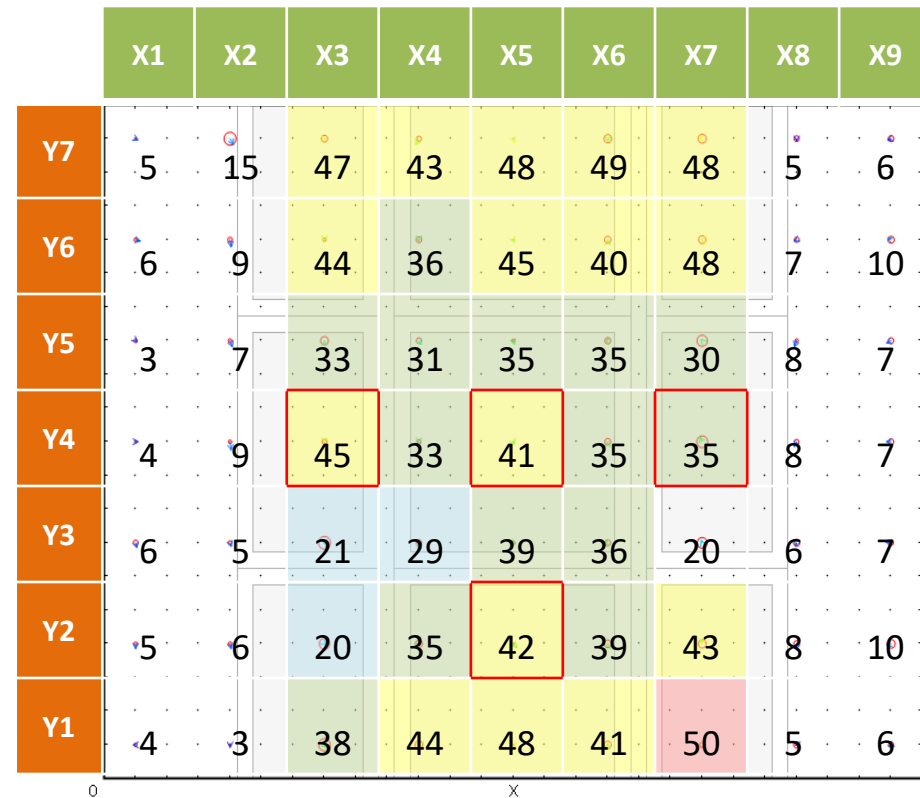 X1 X2 X3 X4 X5 X6 X7 X8 X9
Y7 5 15 47 43 48 49 48 5 6
Y6 6 9 44 36 45 40 48 7 10
Y5 3 7 33 31 35 35 30 8 7
Y4 4 9 45 33 41 35 35 8 7
Y3 6 5 21 29 39 36 20 6 7
Y2 5 6 20 35 42 39 43 8 10
Y1 4 3 38 44 48 41 50 5 6
0 X